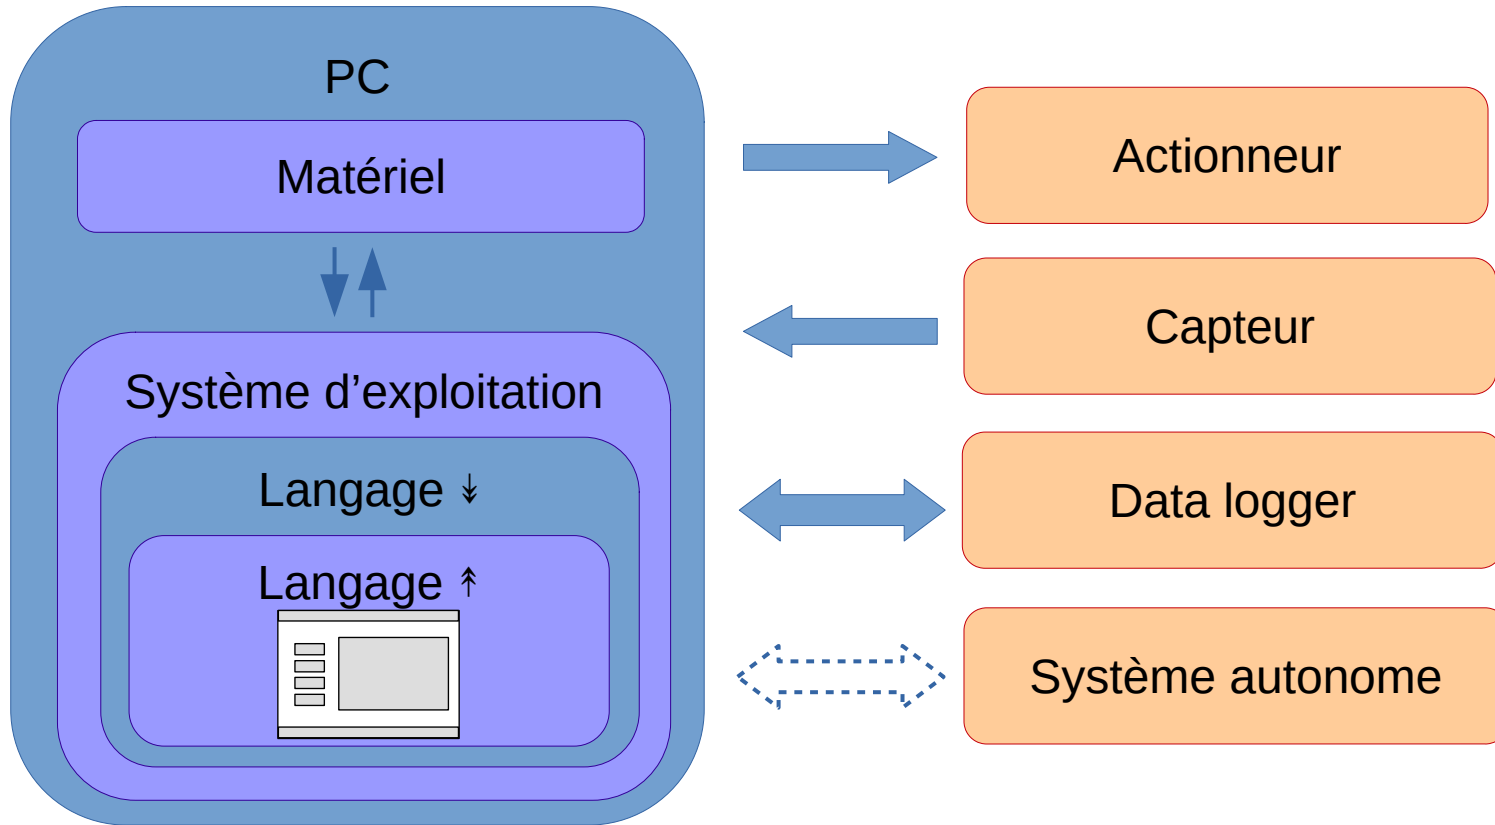 PC
Matériel
Système d’exploitation
Langage ↡
Langage ↟
Actionneur
Capteur
Data logger
Système autonome